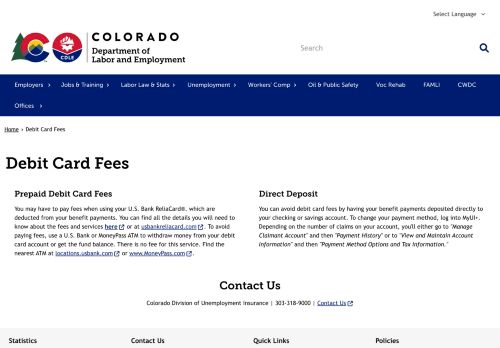 Select Language
COLORADO
Department of
Labor and Employment
CDLE
Search
Employers
Jobs & Training
Labor Law & Stats
Unemployment
Workers' Comp
Oil & Public Safety
Voc Rehab
FAMLI
CWDC
Offices
Home › Debit Card Fees
Debit Card Fees
Prepaid Debit Card Fees
You may have to pay fees when using your U.S. Bank ReliaCard®, which are
deducted from your benefit payments. You can find all the details you will need to
know about the fees and services here or at usbankreliacard.com. To avoid
paying fees, use a U.S. Bank or MoneyPass ATM to withdraw money from your debit
card account or get the fund balance. There is no fee for this service. Find the
nearest ATM at locations.usbank.com or www.MoneyPass.com.
Direct Deposit
You can avoid debit card fees by having your benefit payments deposited directly to
your checking or savings account. To change your payment method, log into MyUI+.
Depending on the number of claims on your account, you'll either go to "Manage
Claimant Account" and then "Payment History" or to "View and Maintain Account
Information" and then "Payment Method Options and Tax Information."
Contact Us
Colorado Division of Unemployment Insurance | 303-318-9000 | Contact Us
Statistics
Contact Us
Quick Links
Policies